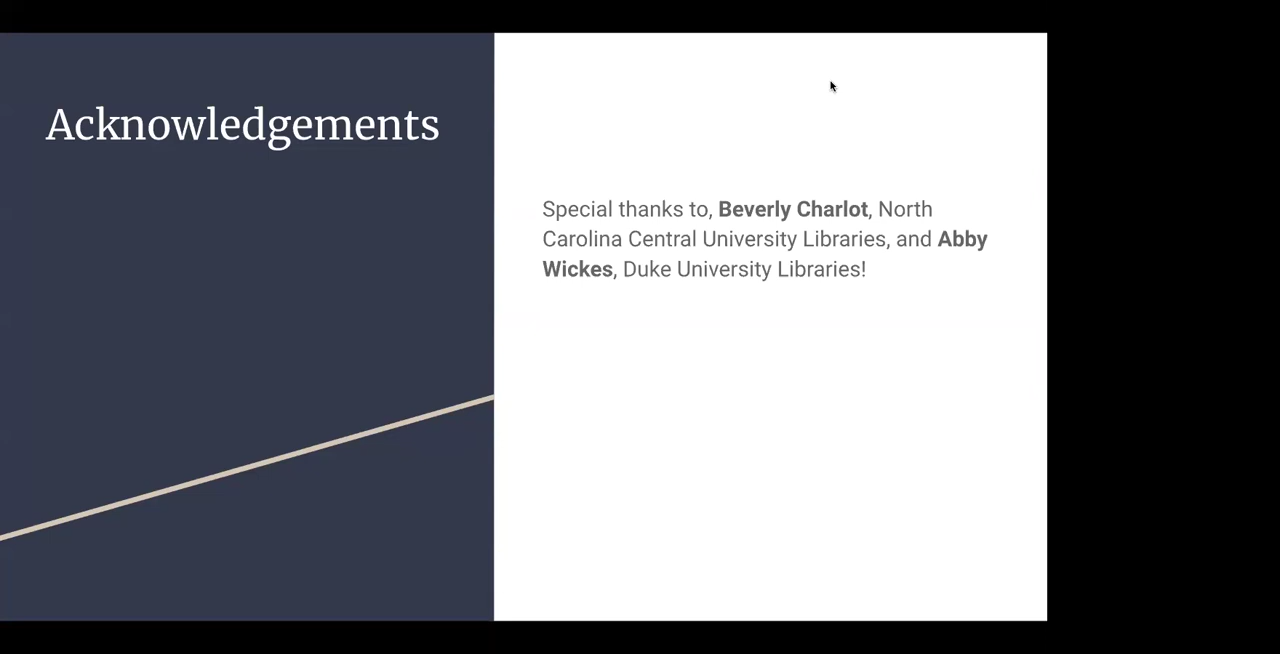 Acknowledgements
Special thanks to, Beverly Charlot, North
Carolina Central University Libraries, and Abby
Wickes, Duke University Libraries!